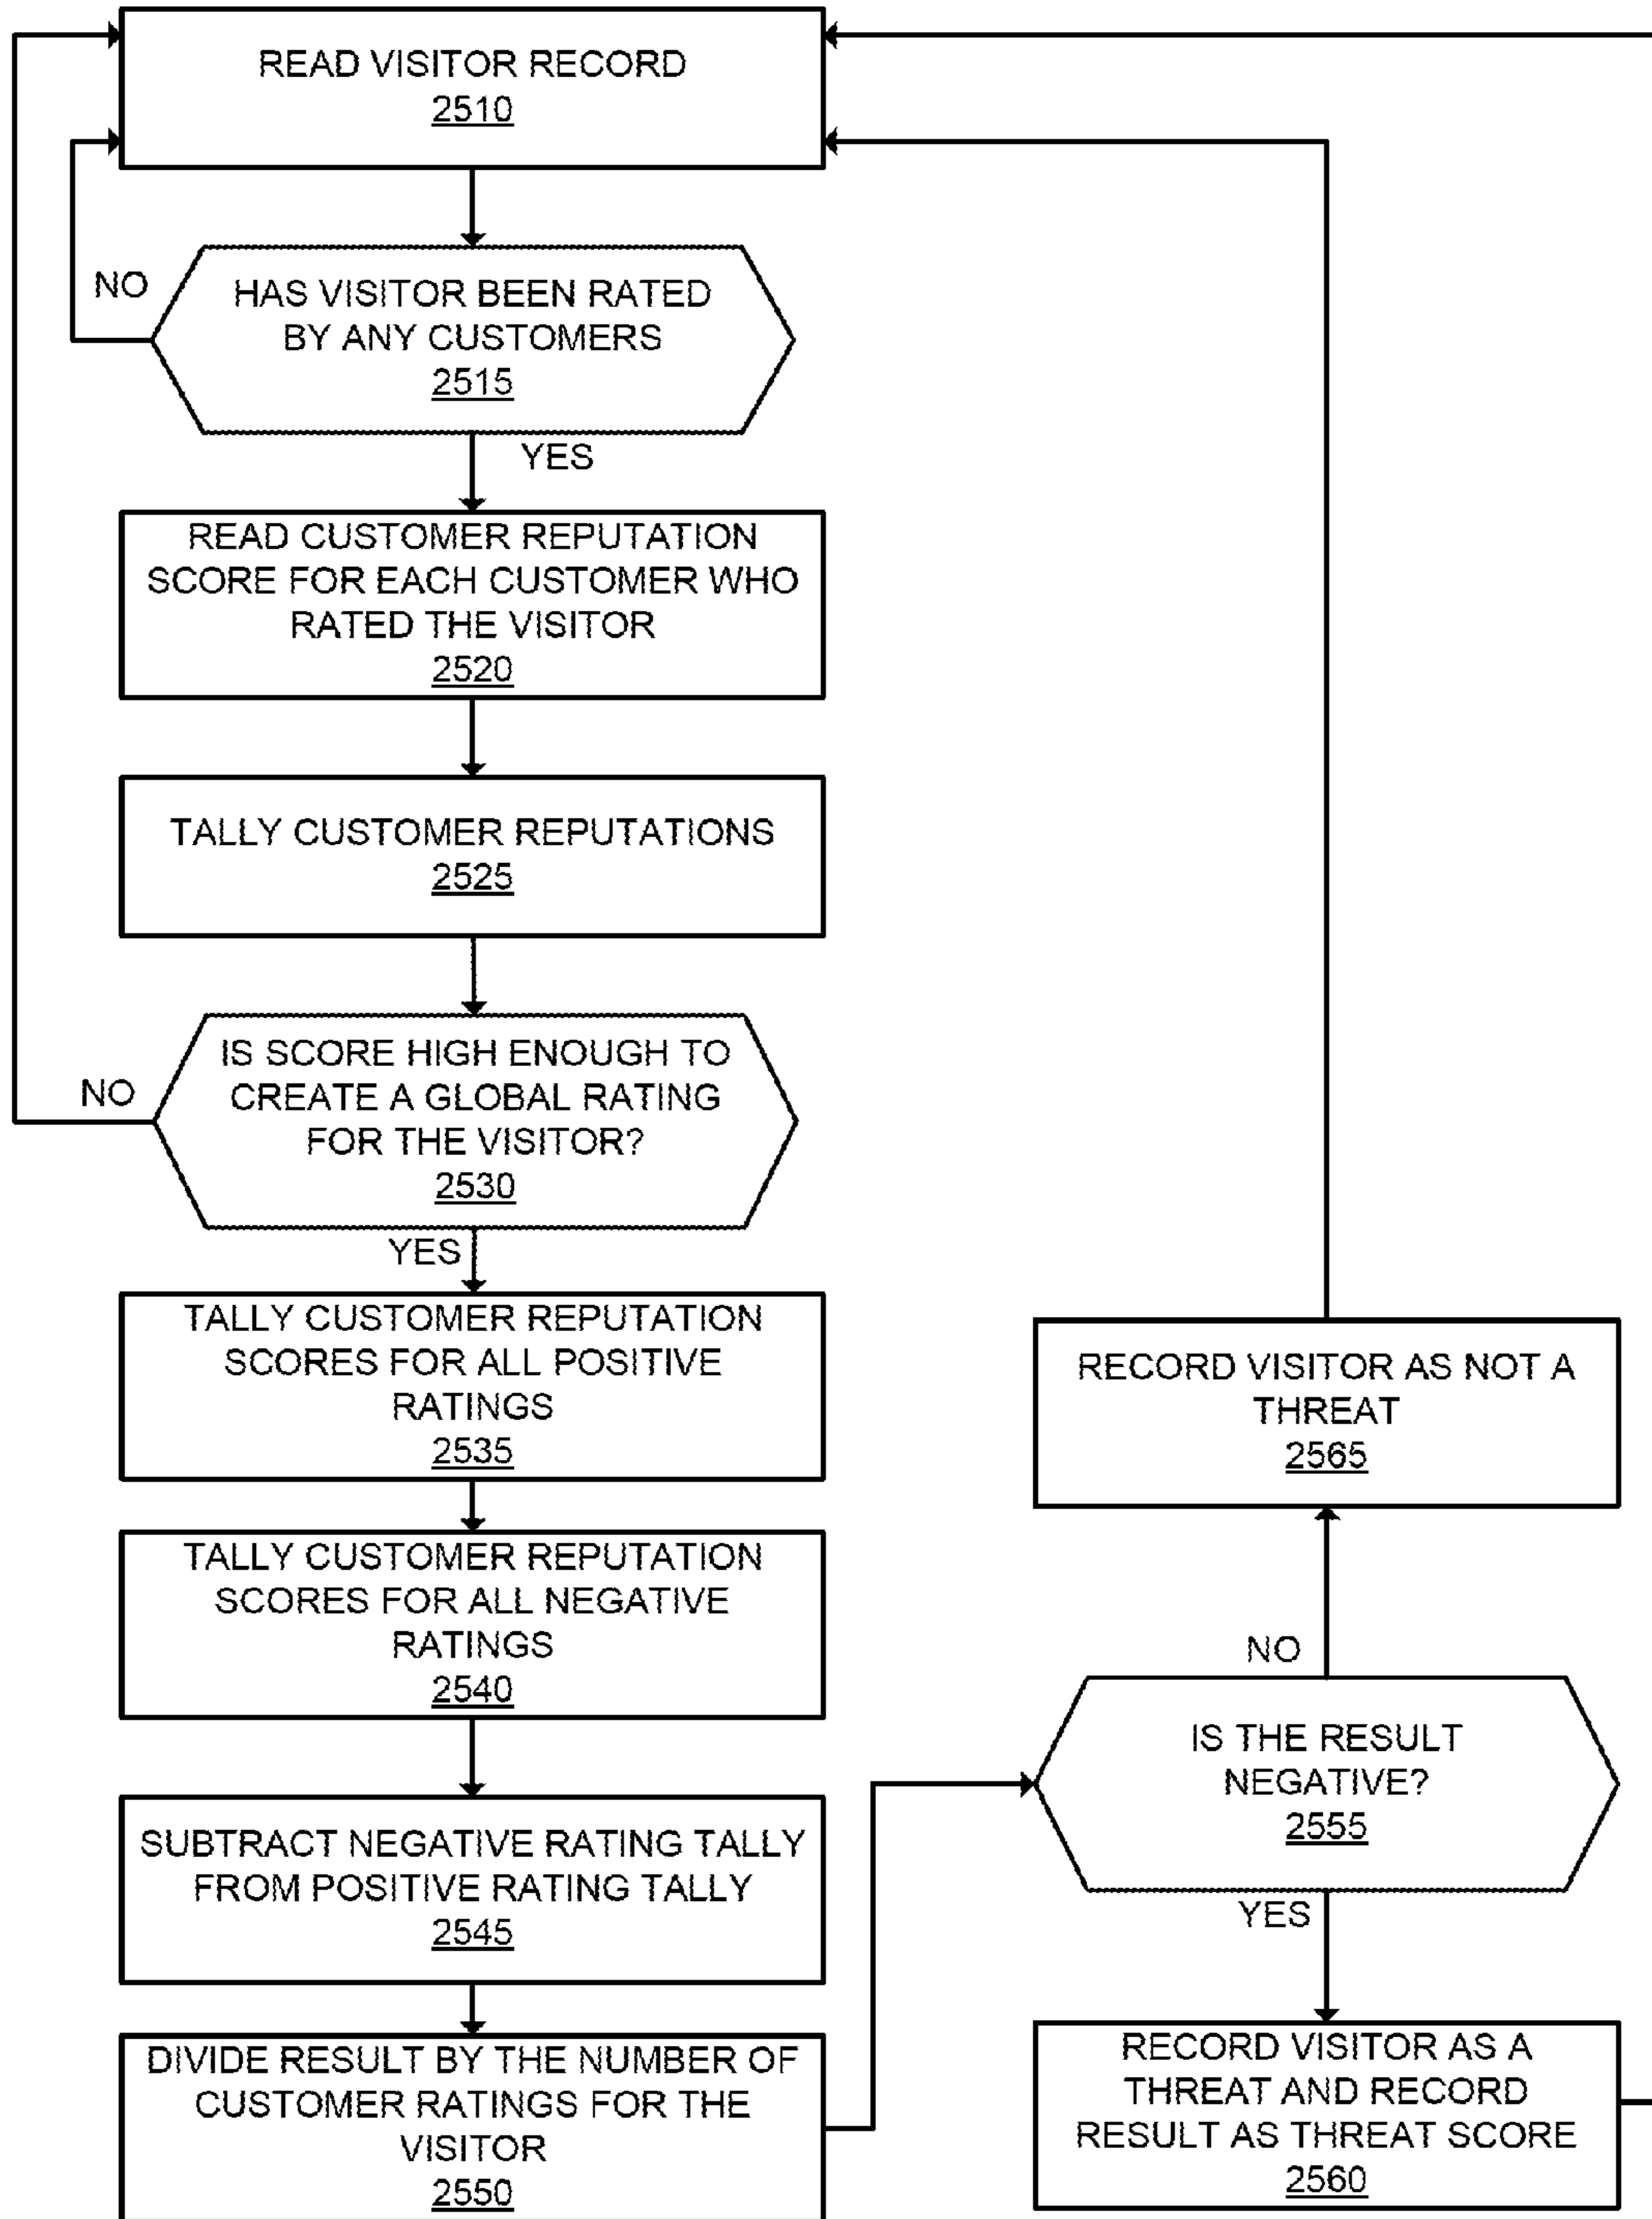 READ VISITOR RECORD
2510
NO
HAS VISITOR BEEN RATED
BY ANY CUSTOMERS
2515
YES
READ CUSTOMER REPUTATION
SCORE FOR EACH CUSTOMER WHO
RATED THE VISITOR
2520
TALLY CUSTOMER REPUTATIONS
2525
NO
IS SCORE HIGH ENOUGH TO
CREATE A GLOBAL RATING
FOR THE VISITOR?
2530
YES
TALLY CUSTOMER REPUTATION
SCORES FOR ALL POSITIVE
RATINGS
2535
TALLY CUSTOMER REPUTATION
SCORES FOR ALL NEGATIVE
RATINGS
2540
SUBTRACT NEGATIVE RATING TALLY
FROM POSITIVE RATING TALLY
2545
DIVIDE RESULT BY THE NUMBER OF
CUSTOMER RATINGS FOR THE
VISITOR
2550
RECORD VISITOR AS NOT A
THREAT
2565
NO
IS THE RESULT
NEGATIVE?
2555
YES
RECORD VISITOR AS A
THREAT AND RECORD
RESULT AS THREAT SCORE
2560